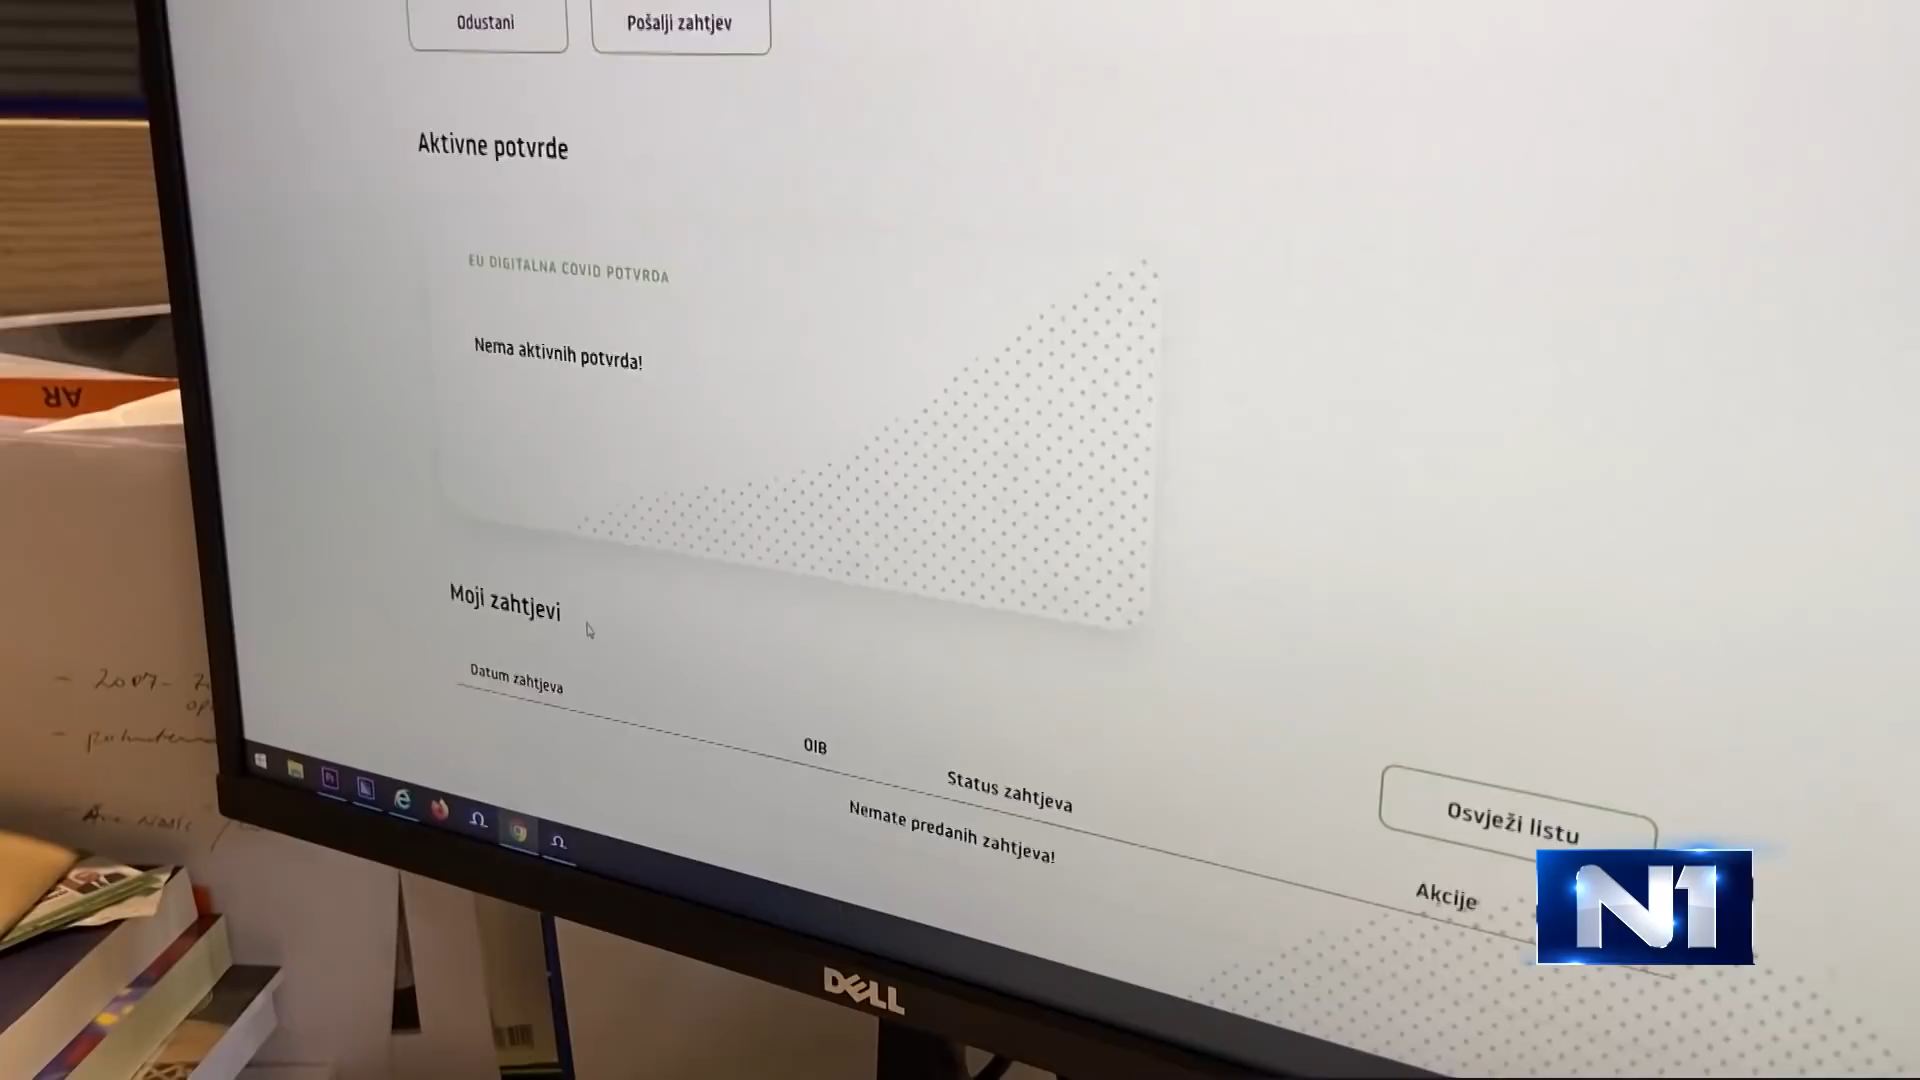 Odustani
Pošalji zahtjev
Aktivne potvrde
EU DIGITALNA COVID POTVRDA
Nema aktivnih potvrda!
Moji zahtjevi
Datum zahtjeva
OIB
Status zahtjeva
Nemate predanih zahtjeva!
Osvježi listu
Akcije
N1
DELL
AR
- 2007-
-